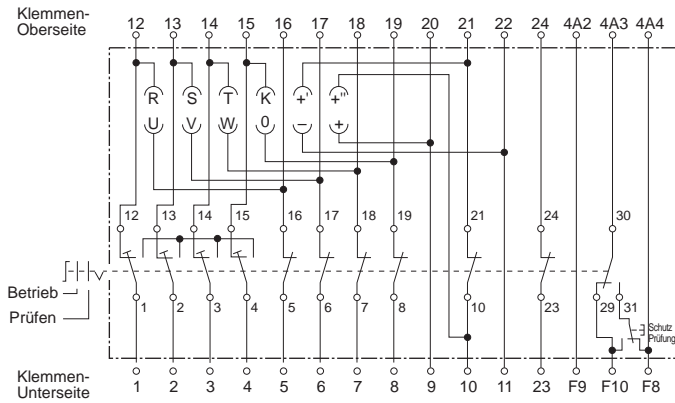 Klemmen-
Oberseite
12 13 14 15 16 17 18 19 20 21 22 24 4A2 4A3 4A4
R S T K +' +"
U V W 0 − +
12 13 14 15 16 17 18 19 21 24 30
Betrieb
Prüfen
1 2 3 4 5 6 7 8 10 23 29 31
Schutz
Prüfung
Klemmen-
Unterseite
1 2 3 4 5 6 7 8 9 10 11 23 F9 F10 F8